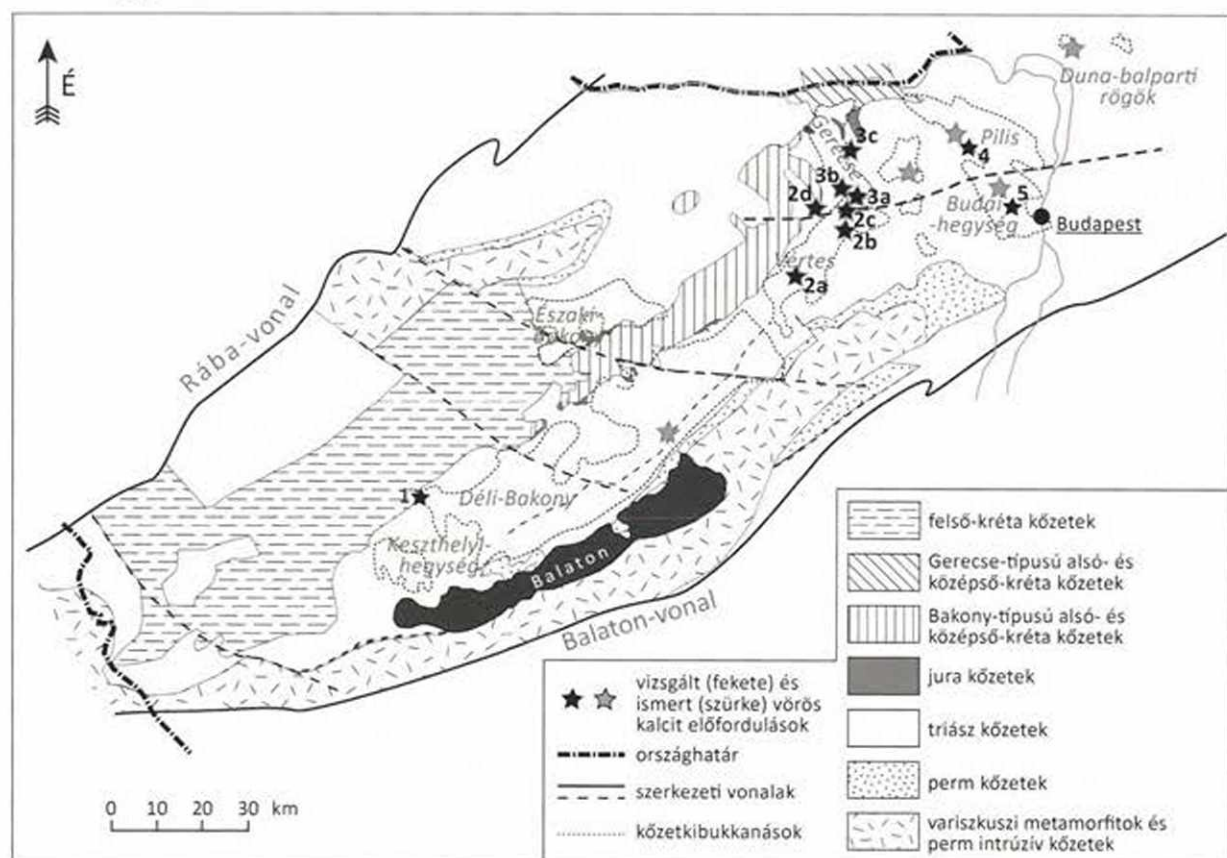 É
Duna-balparti
rögök
Gerecse
3c
Pilis
4
3b
3a
2d
5
2c
Budai
-hegység
Budapest
2b
Vértes
2a
Rába-vonal
Északi-
Bakony
1
Déli-Bakony
Keszthelyi-
hegység
Balaton
Balaton-vonal
felső-kréta kőzetek
Gerecse-típusú alsó- és
középső-kréta kőzetek
Bakony-típusú alsó- és
középső-kréta kőzetek
jura kőzetek
triász kőzetek
perm kőzetek
variszkuszi metamorfitok és
perm intrúzív kőzetek
vizsgált (fekete) és
ismert (szürke) vörös
kalcit előfordulások
országhatár
szerkezeti vonalak
kőzetkibukkanások
0 10 20 30 km